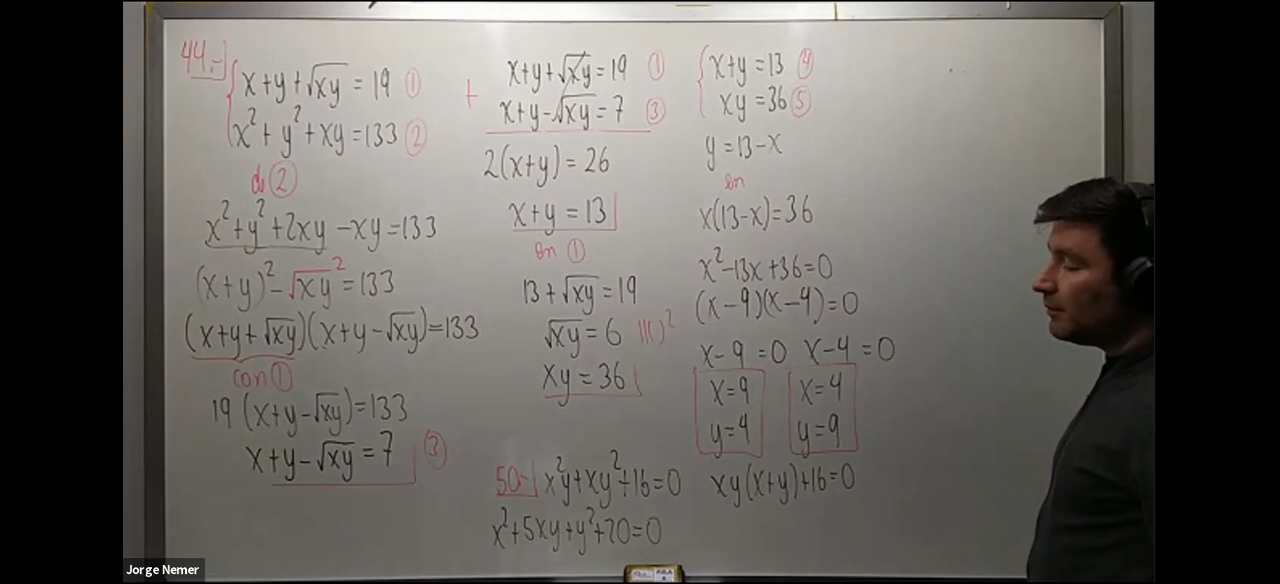 44.-
x+y+√xy = 19 ①
x²+y²+xy=133 ②
de ②
x²+y²+2xy-xy=133
(x+y)²-√xy²=133
(x+y+√xy)(x+y-√xy)=133
con ①
19(x+y-√xy)=133
x+y-√xy=7 ③
x+y+√xy=19 ①
+
x+y-√xy=7 ③
2(x+y)=26
x+y=13
en ①
13+√xy=19
√xy=6 //()²
xy=36
x+y=13 ④
xy=36 ⑤
y=13-x
en
x(13-x)=36
x²-13x+36=0
(x-9)(x-4)=0
x-9=0 x-4=0
x=9 x=4
y=4 y=9
50- x²y+xy²+16=0 xy(x+y)+16=0
x²+5xy+y²+20=0
Jorge Nemer